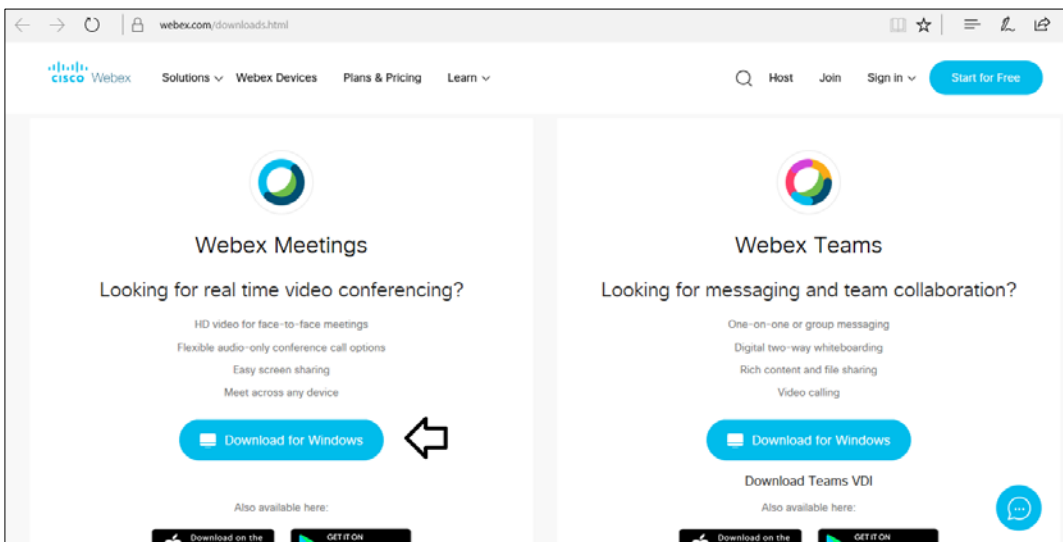 webex.com/downloads.html
CISCO Webex Solutions Webex Devices Plans & Pricing Learn Host Join Sign in Start for Free
Webex Meetings
Looking for real time video conferencing?
HD video for face-to-face meetings
Flexible audio-only conference call options
Easy screen sharing
Meet across any device
Download for Windows
Also available here:
Download on the
GET IT ON
Webex Teams
Looking for messaging and team collaboration?
One-on-one or group messaging
Digital two-way whiteboarding
Rich content and file sharing
Video calling
Download for Windows
Download Teams VDI
Also available here:
Download on the
GET IT ON